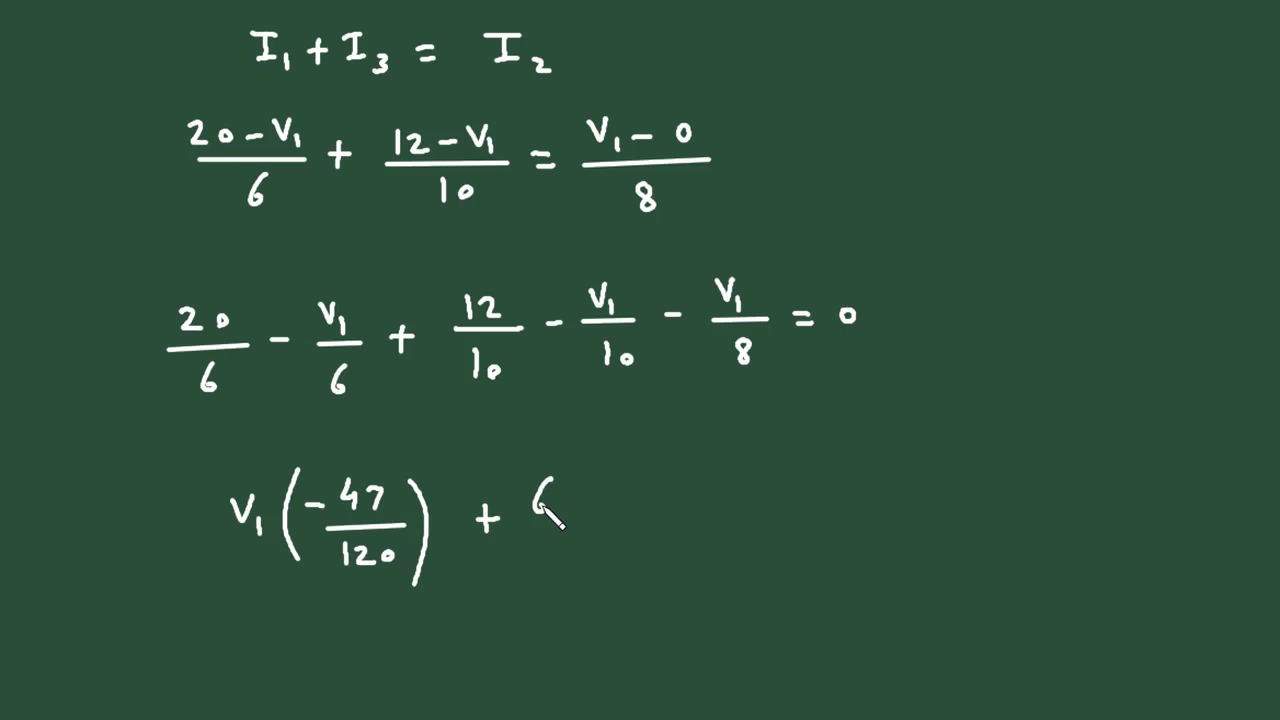 I₁ + I₃ = I₂
(20 - V₁)/6 + (12 - V₁)/10 = (V₁ - 0)/8
20/6 - V₁/6 + 12/10 - V₁/10 - V₁/8 = 0
V₁(-47/120) + 6